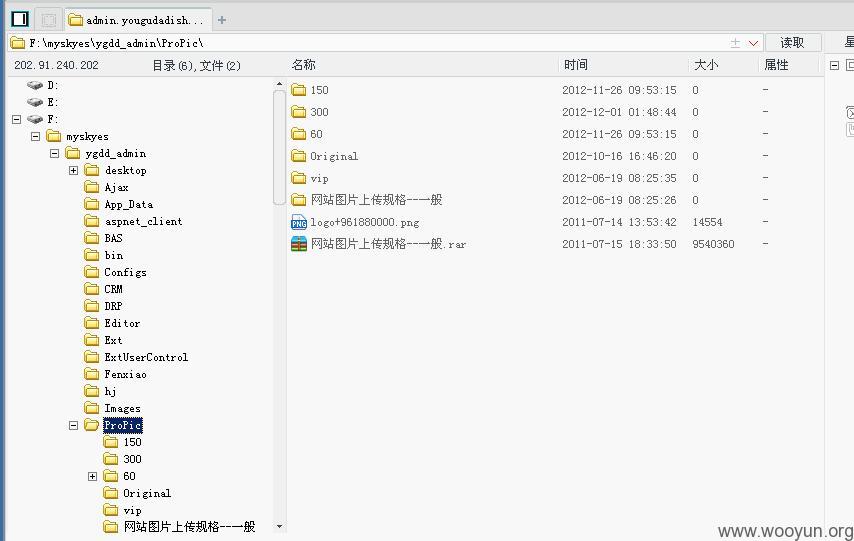 admin.yougudadish...
F:\myskyes\ygdd_admin\ProPic\
读取
202.91.240.202
目录(6),文件(2)
名称
时间
大小
属性
D:
E:
F:
myskyes
ygdd_admin
desktop
Ajax
App_Data
aspnet_client
BAS
bin
Configs
CRM
DRP
Editor
Ext
ExtUserControl
Fenxiao
hj
Images
ProPic
150
300
60
Original
vip
网站图片上传规格--一般
150 2012-11-26 09:53:15 0 -
300 2012-12-01 01:48:44 0 -
60 2012-11-26 09:53:15 0 -
Original 2012-10-16 16:46:20 0 -
vip 2012-06-19 08:25:35 0 -
网站图片上传规格--一般 2012-06-19 08:25:26 0 -
PNG logo+961880000.png 2011-07-14 13:53:42 14554 -
网站图片上传规格--一般.rar 2011-07-15 18:33:50 9540360 -
www.wooyun.org